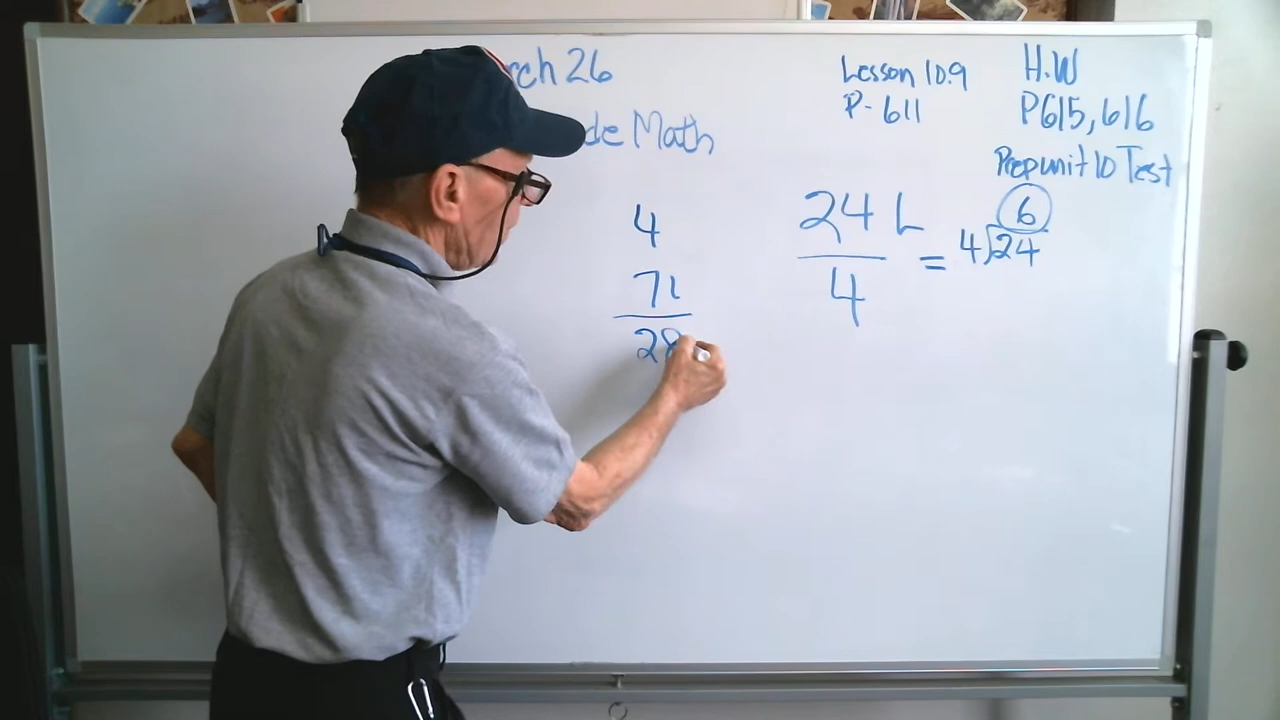 rch 26
de Math
Lesson 10.9
P- 611
H.W
P615, 616
Prep unit 10 Test
4
7L
28
24 L
4
=
6
4)24